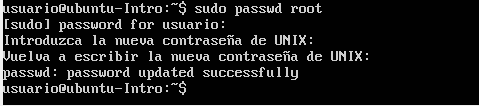 usuario@ubuntu-Intro:~$ sudo passwd root
[sudo] password for usuario:
Introduzca la nueva contraseña de UNIX:
Vuelva a escribir la nueva contraseña de UNIX:
passwd: password updated successfully
usuario@ubuntu-Intro:~$